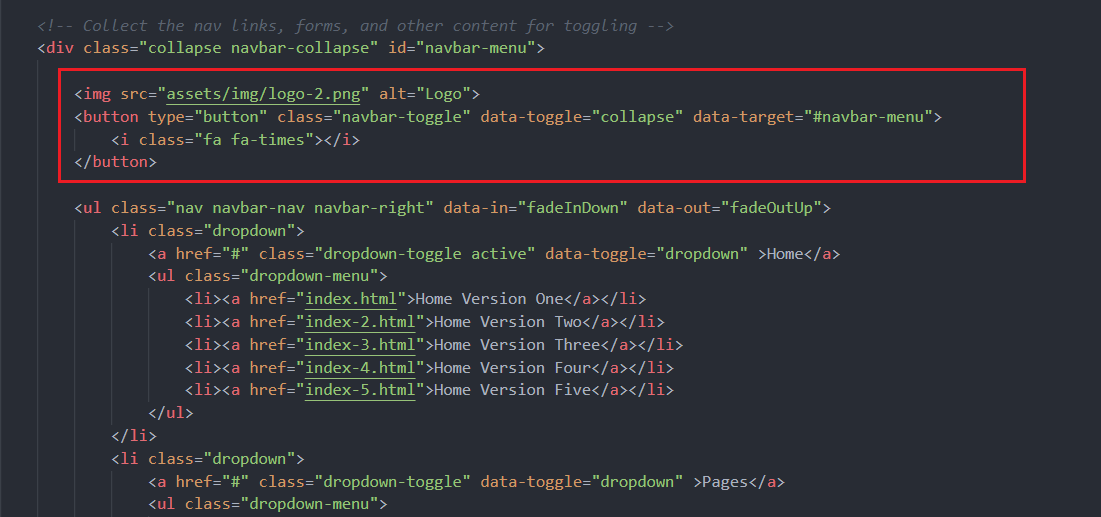 <!-- Collect the nav links, forms, and other content for toggling -->
<div class="collapse navbar-collapse" id="navbar-menu">
<img src="assets/img/logo-2.png" alt="Logo">
<button type="button" class="navbar-toggle" data-toggle="collapse" data-target="#navbar-menu">
<i class="fa fa-times"></i>
</button>
<ul class="nav navbar-nav navbar-right" data-in="fadeInDown" data-out="fadeOutUp">
<li class="dropdown">
<a href="#" class="dropdown-toggle active" data-toggle="dropdown" >Home</a>
<ul class="dropdown-menu">
<li><a href="index.html">Home Version One</a></li>
<li><a href="index-2.html">Home Version Two</a></li>
<li><a href="index-3.html">Home Version Three</a></li>
<li><a href="index-4.html">Home Version Four</a></li>
<li><a href="index-5.html">Home Version Five</a></li>
</ul>
</li>
<li class="dropdown">
<a href="#" class="dropdown-toggle" data-toggle="dropdown" >Pages</a>
<ul class="dropdown-menu">